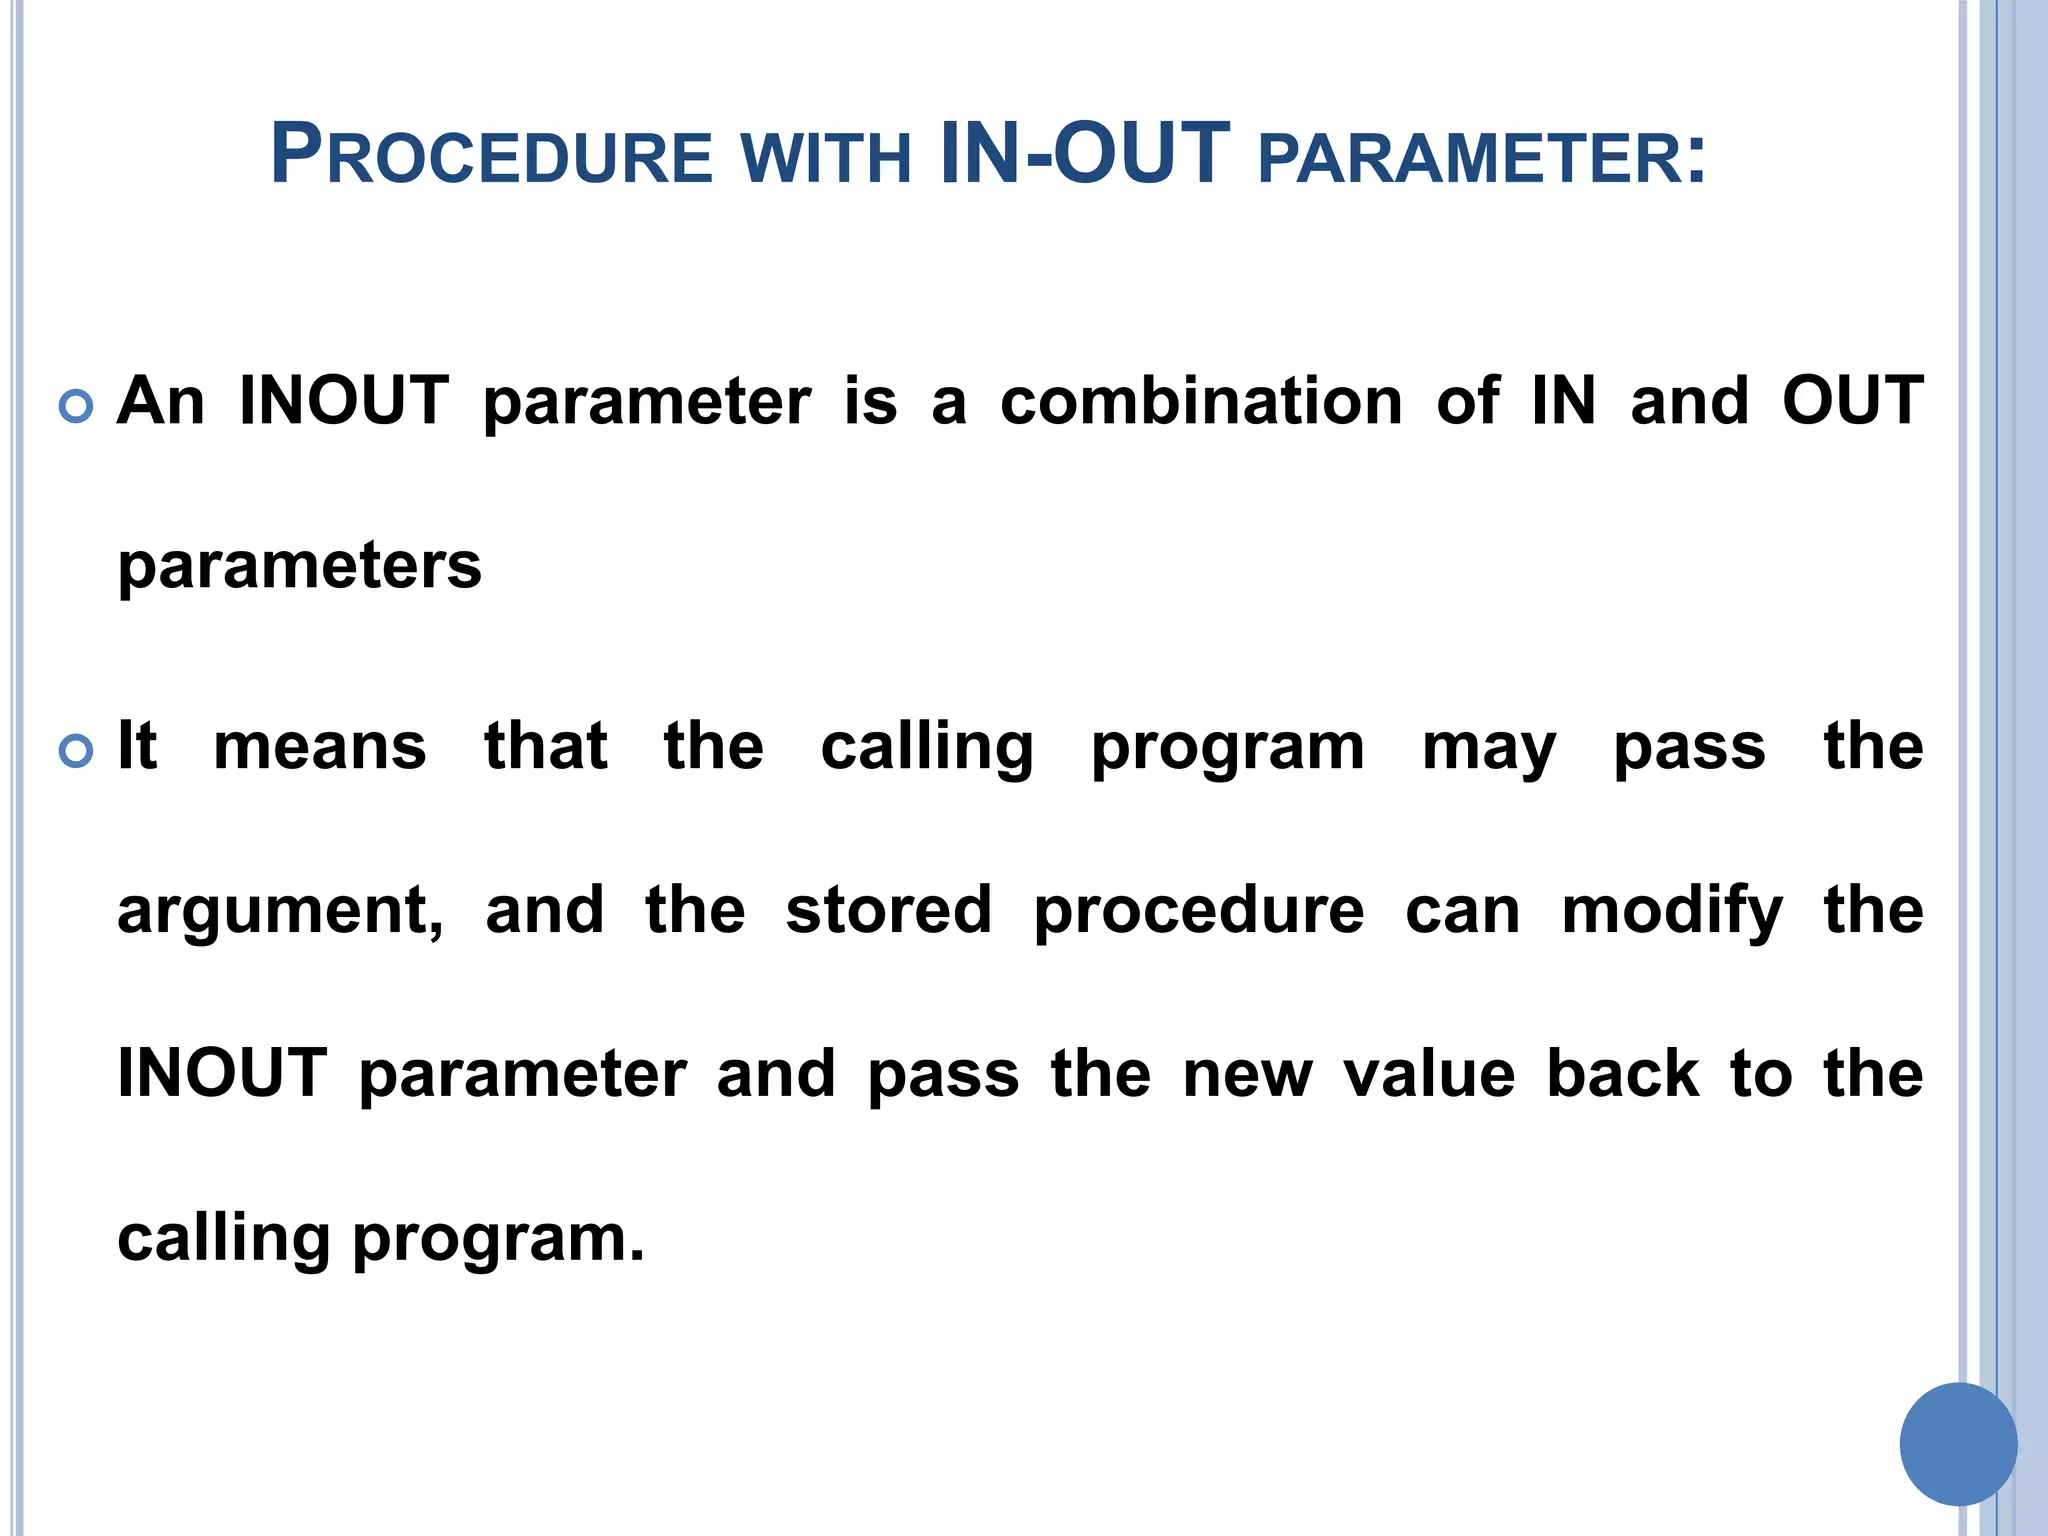 PROCEDURE WITH IN-OUT PARAMETER:
An INOUT parameter is a combination of IN and OUT
parameters
It means that the calling program may pass the
argument, and the stored procedure can modify the
INOUT parameter and pass the new value back to the
calling program.